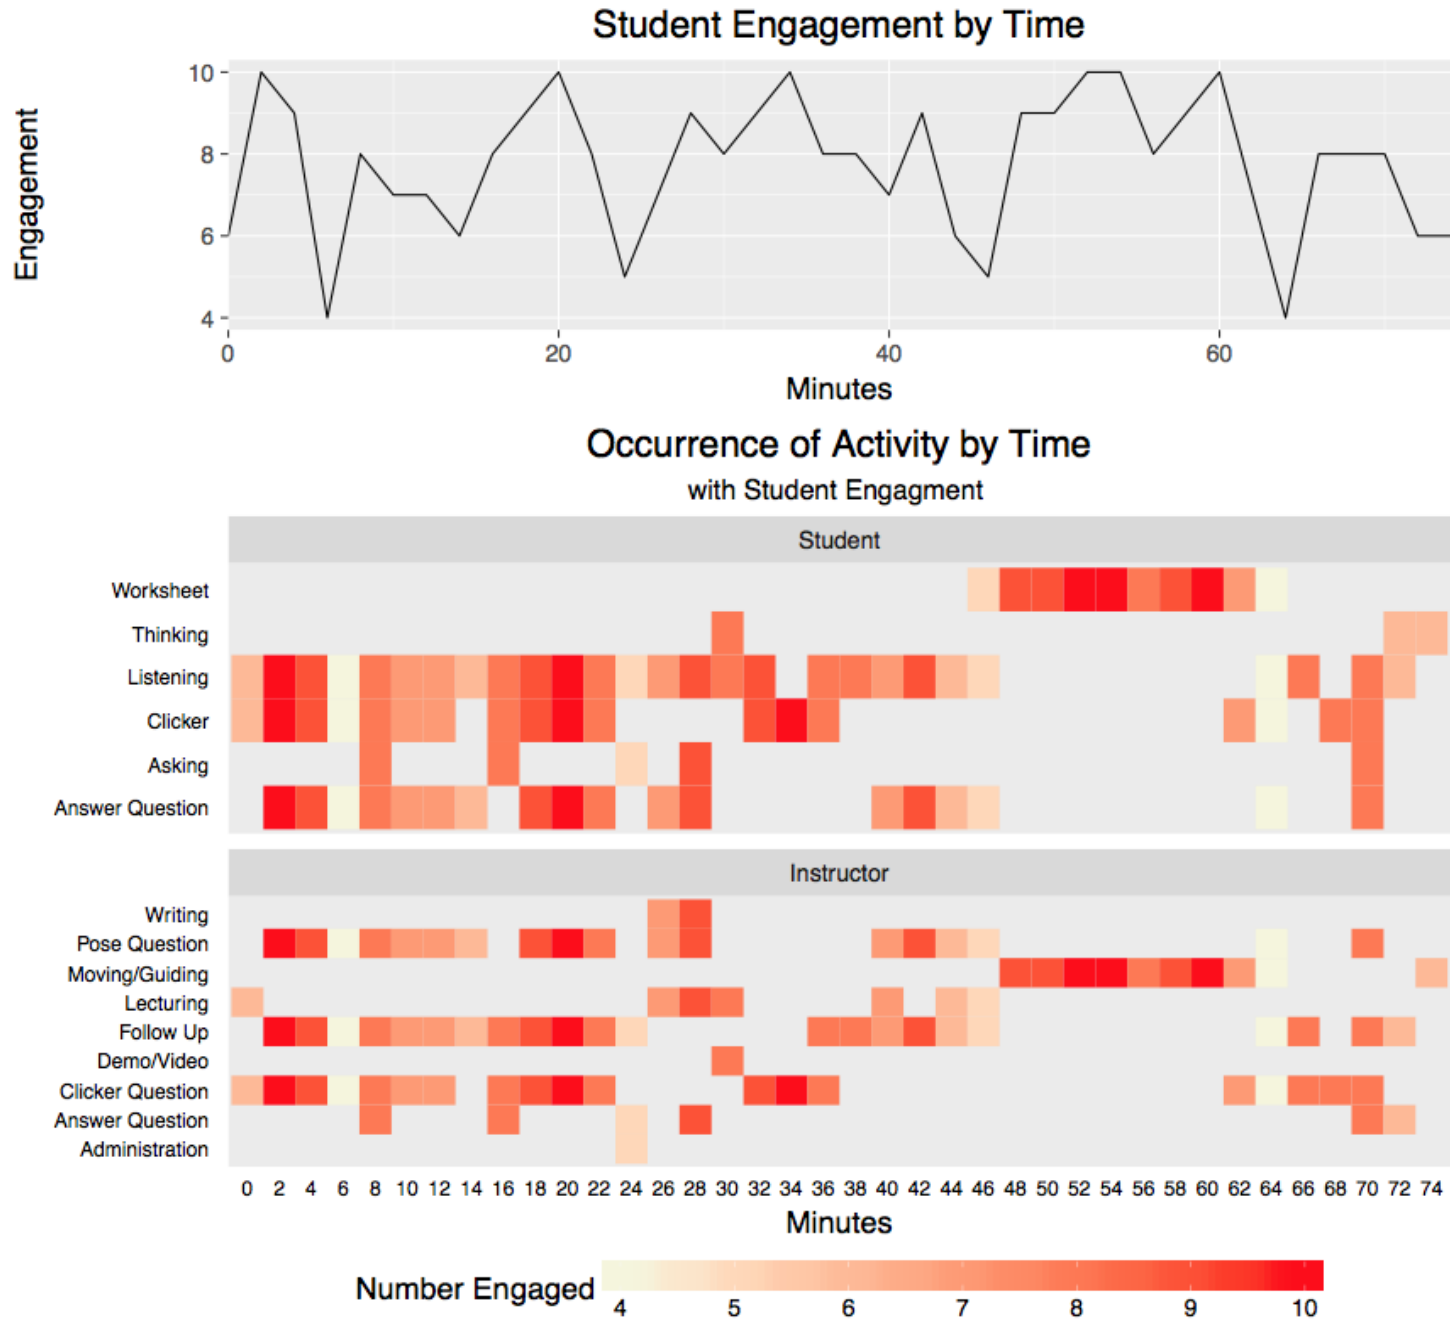 Student Engagement by Time
Engagement
10
8
6
4
0 20 40 60
Minutes
Occurrence of Activity by Time
with Student Engagment
Student
Worksheet
Thinking
Listening
Clicker
Asking
Answer Question
Instructor
Writing
Pose Question
Moving/Guiding
Lecturing
Follow Up
Demo/Video
Clicker Question
Answer Question
Administration
0 2 4 6 8 10 12 14 16 18 20 22 24 26 28 30 32 34 36 38 40 42 44 46 48 50 52 54 56 58 60 62 64 66 68 70 72 74
Minutes
Number Engaged
4 5 6 7 8 9 10